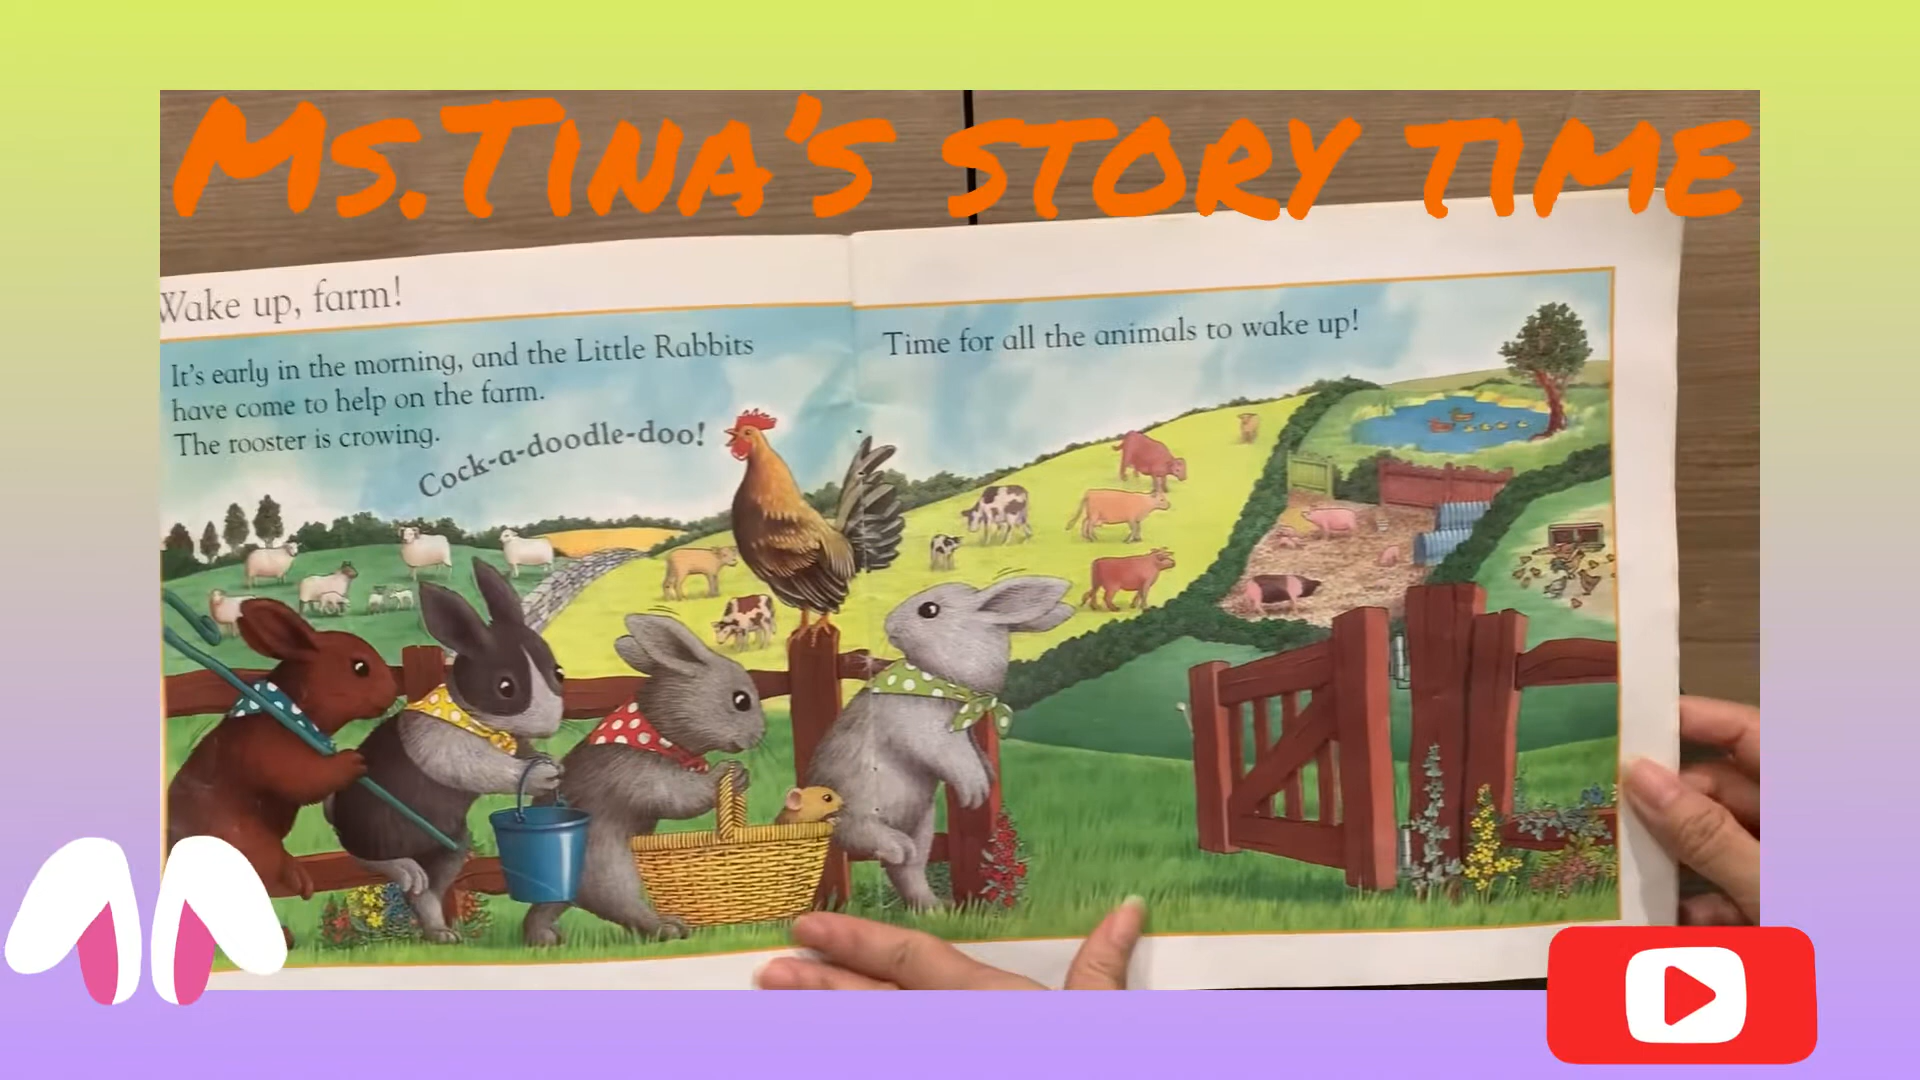 Ms.Tina's story time
Wake up, farm!
It's early in the morning, and the Little Rabbits
have come to help on the farm.
The rooster is crowing.
Cock-a-doodle-doo!
Time for all the animals to wake up!